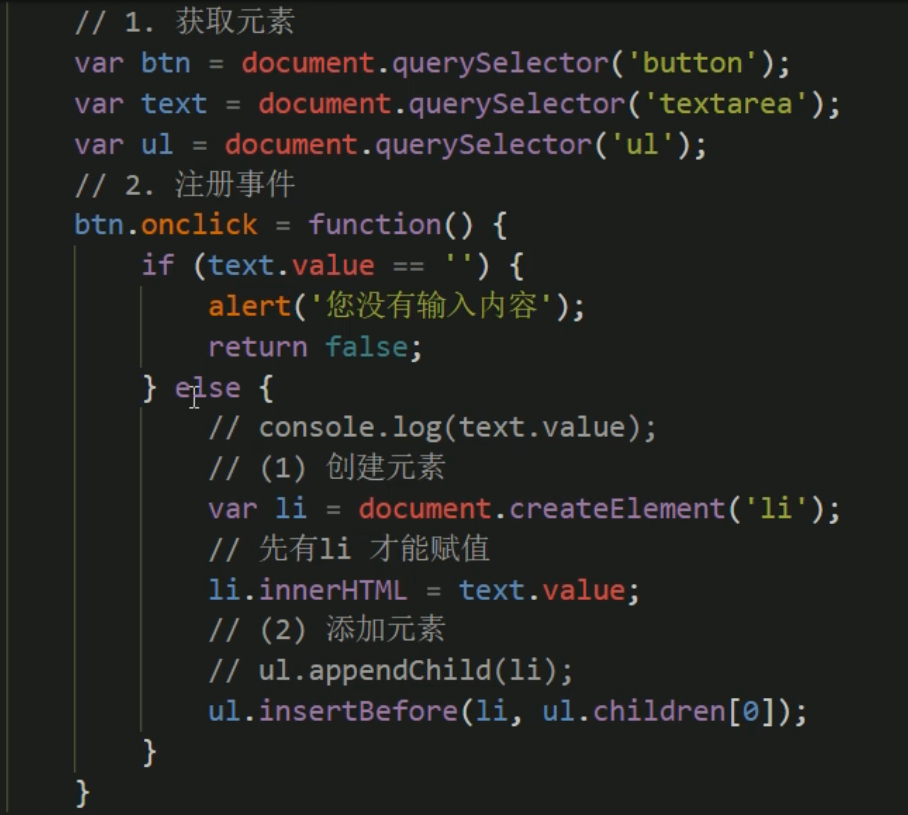 // 1. 获取元素
var btn = document.querySelector('button');
var text = document.querySelector('textarea');
var ul = document.querySelector('ul');
// 2. 注册事件
btn.onclick = function() {
if (text.value == '') {
alert('您没有输入内容');
return false;
} else {
// console.log(text.value);
// (1) 创建元素
var li = document.createElement('li');
// 先有li 才能赋值
li.innerHTML = text.value;
// (2) 添加元素
// ul.appendChild(li);
ul.insertBefore(li, ul.children[0]);
}
}